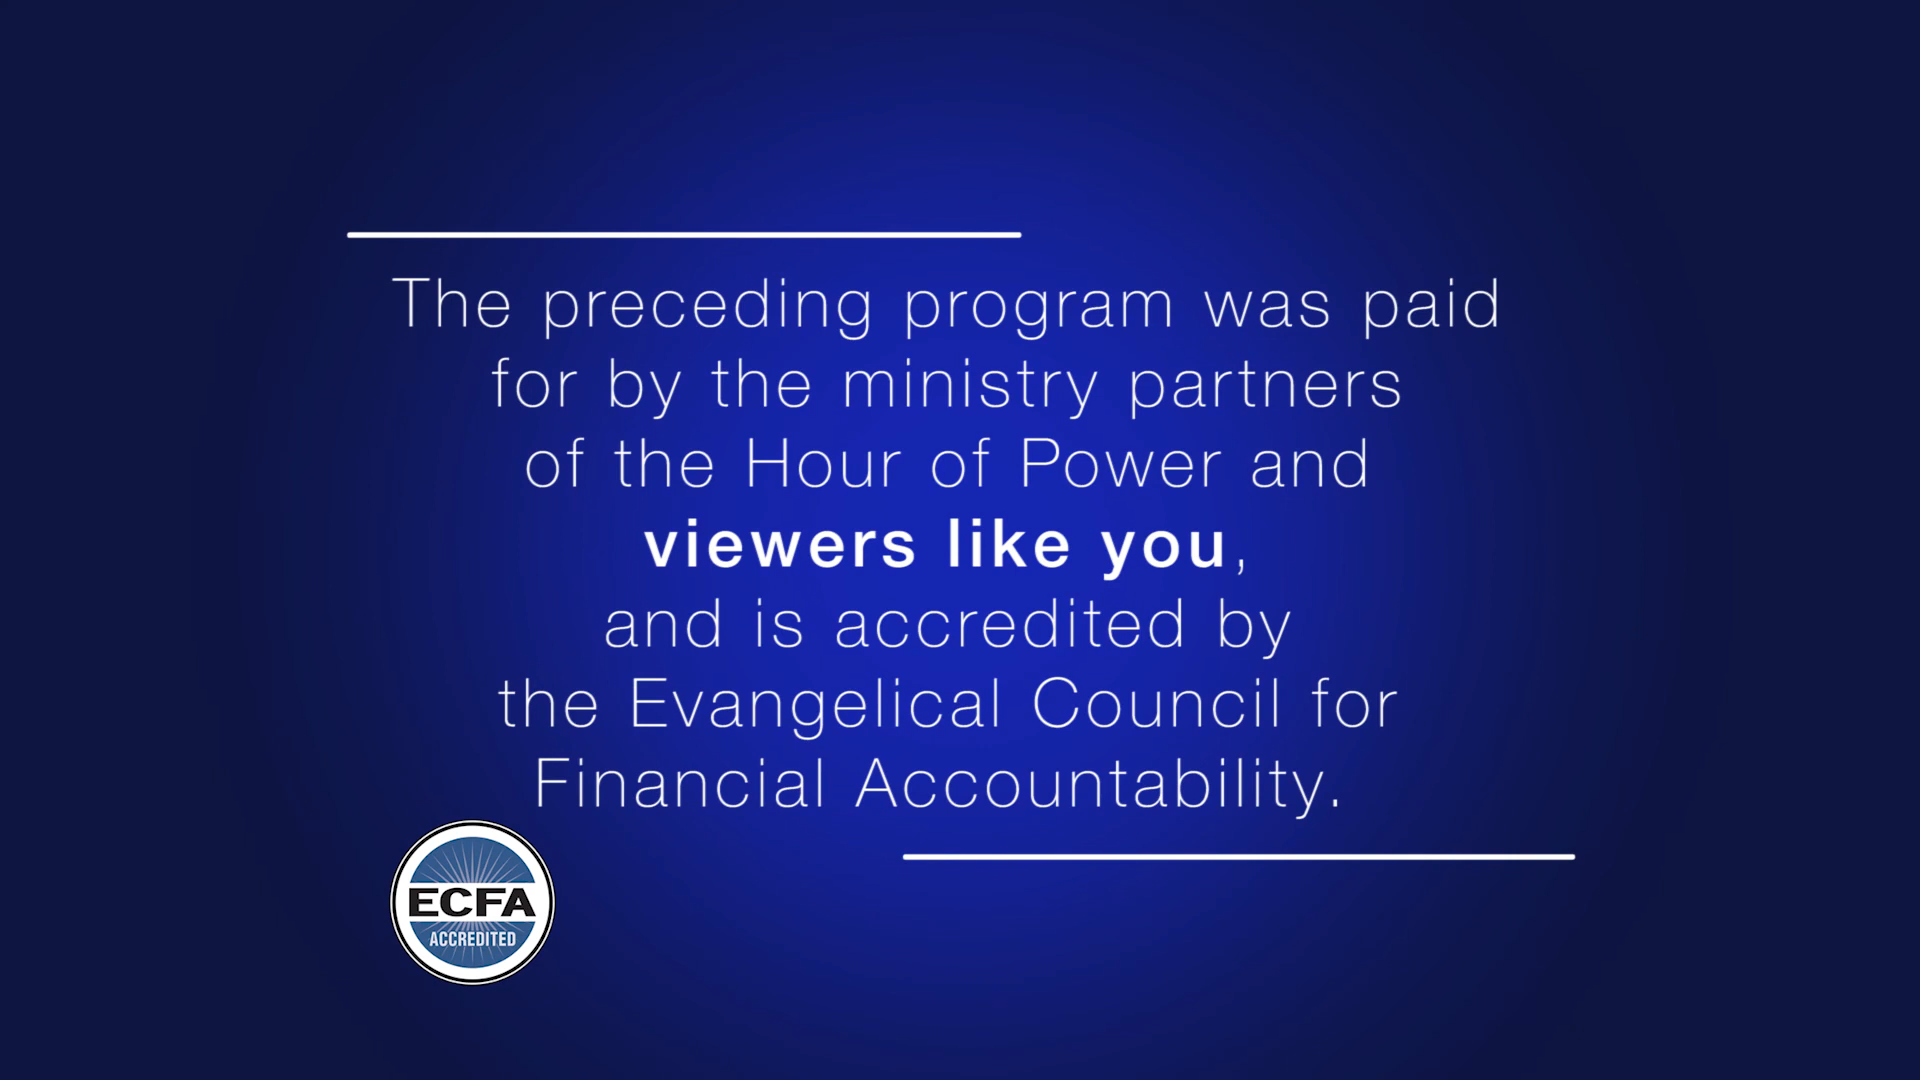 The preceding program was paid
for by the ministry partners
of the Hour of Power and
viewers like you,
and is accredited by
the Evangelical Council for
Financial Accountability.
ECFA
ACCREDITED